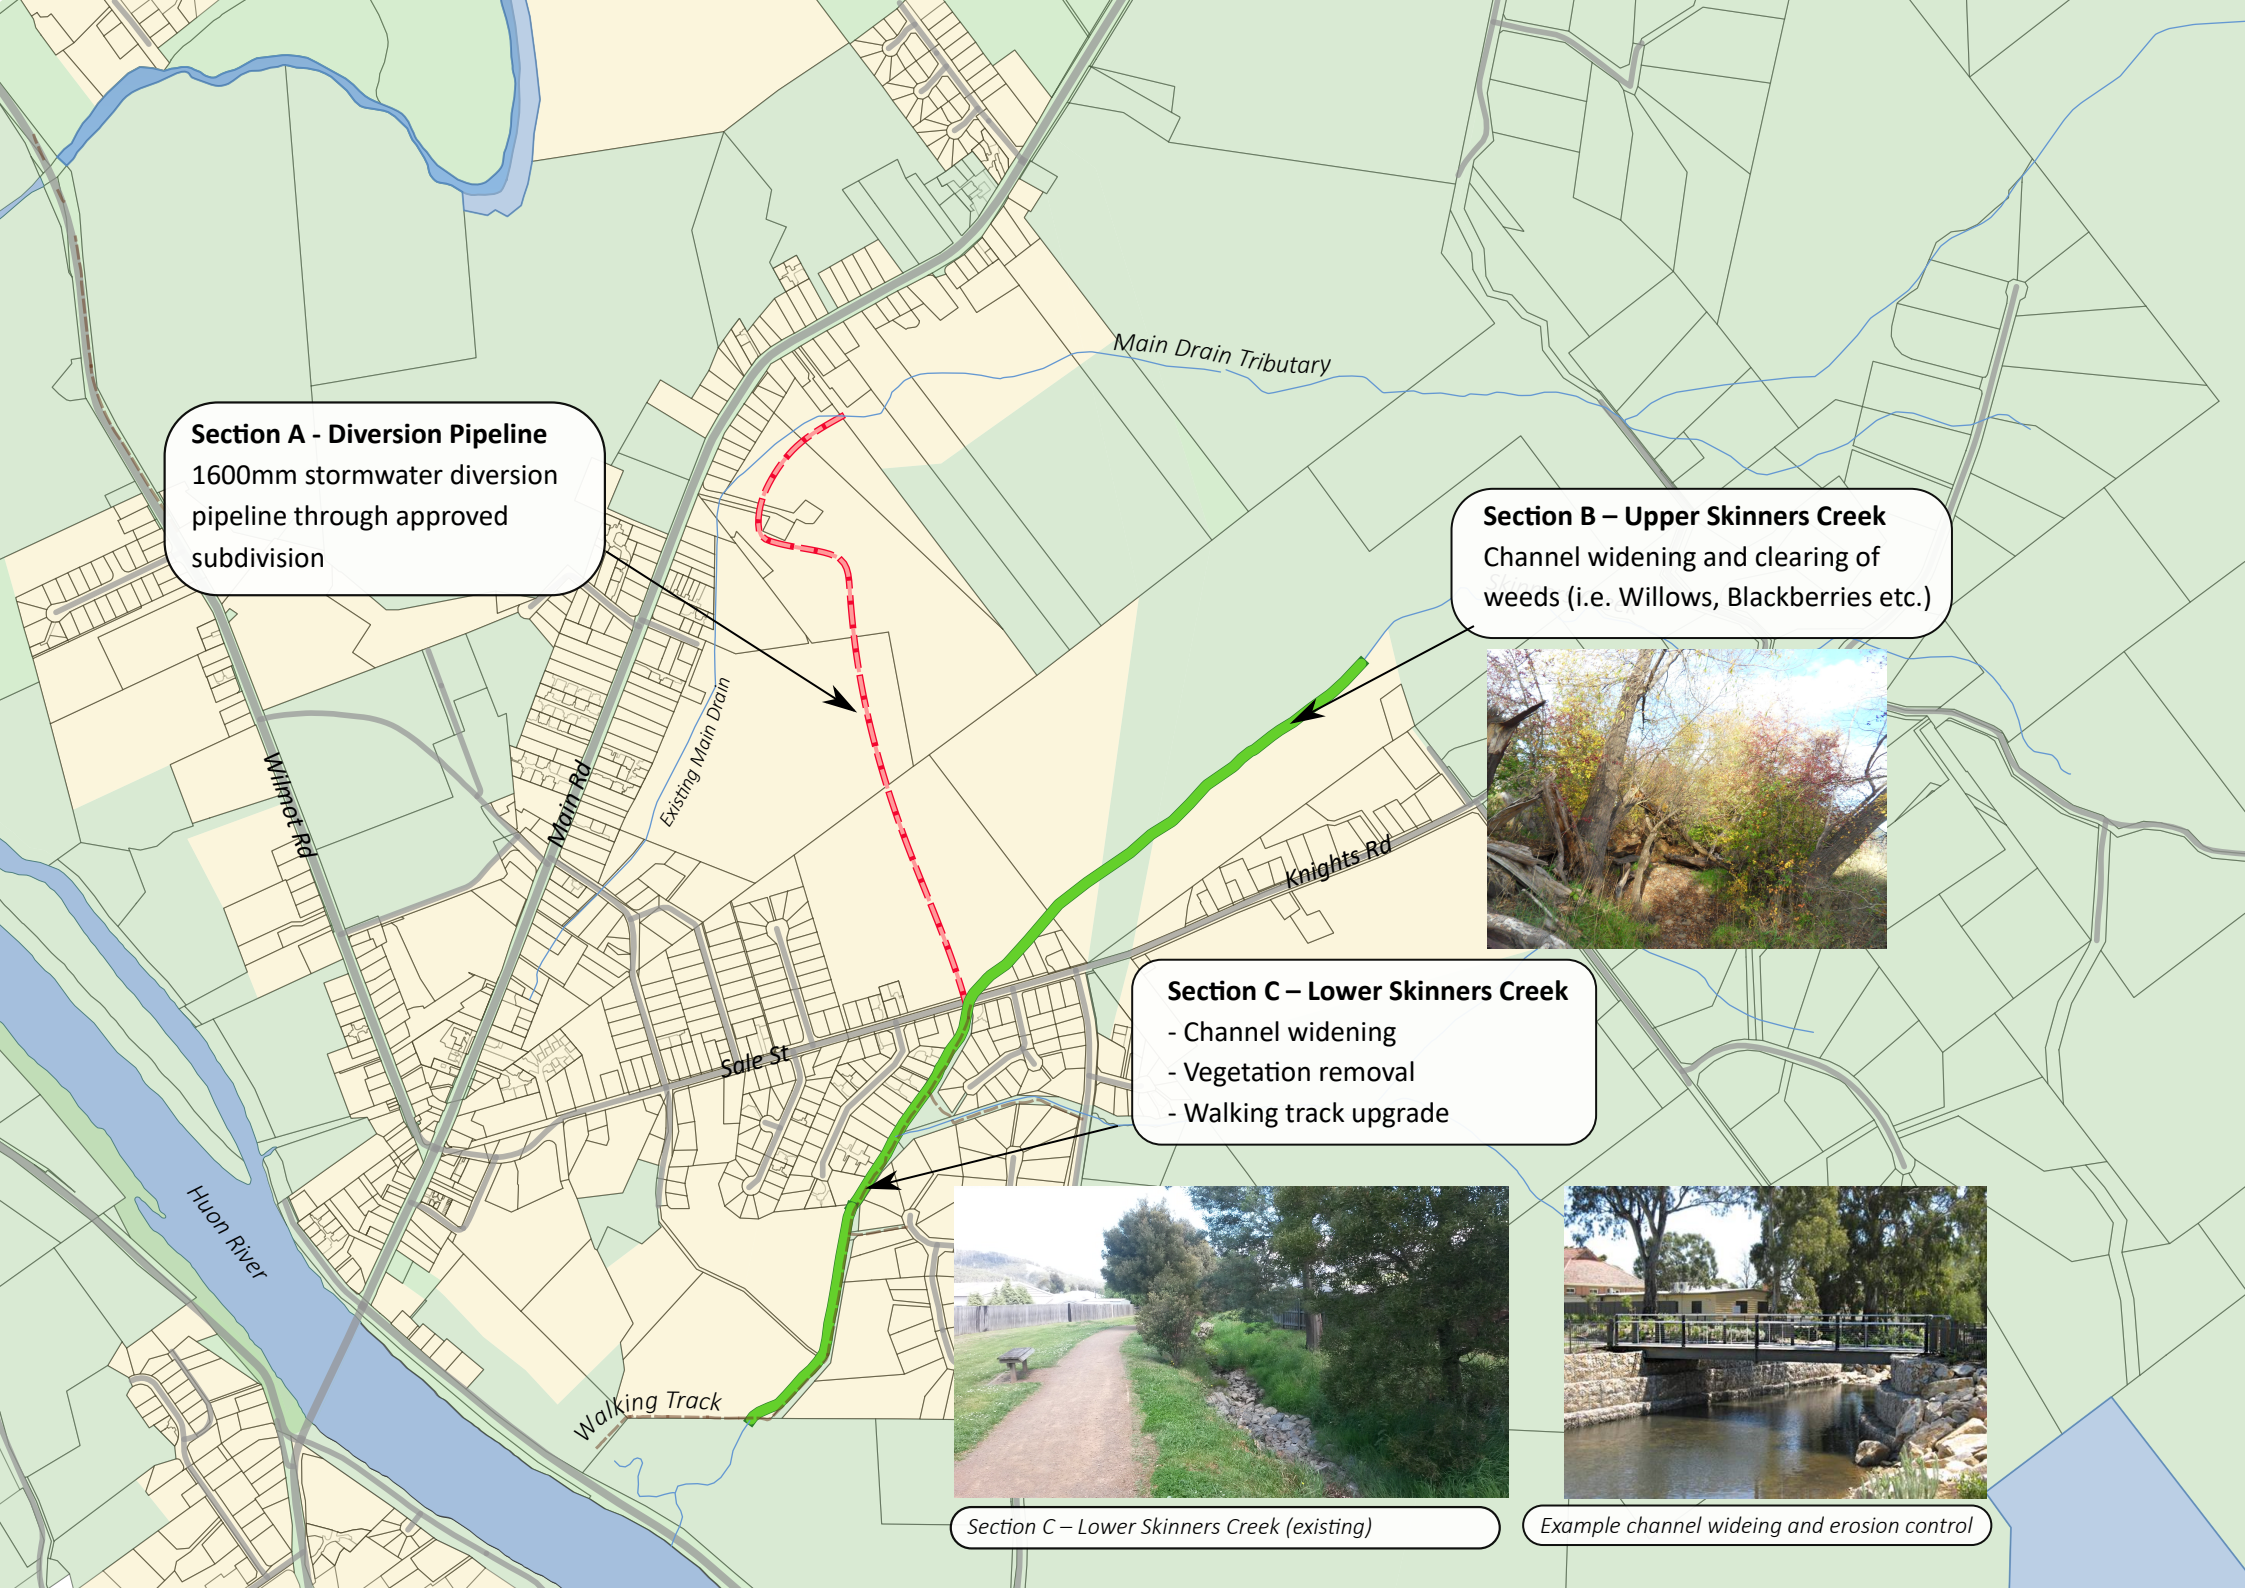 Main Drain Tributary
Section A - Diversion Pipeline
1600mm stormwater diversion
pipeline through approved
subdivision
Section B – Upper Skinners Creek
Channel widening and clearing of
weeds (i.e. Willows, Blackberries etc.)
Existing Main Drain
Wilmot Rd
Main Rd
Knights Rd
Section C – Lower Skinners Creek
- Channel widening
- Vegetation removal
- Walking track upgrade
Sale St
Huon River
Walking Track
Section C – Lower Skinners Creek (existing)
Example channel wideing and erosion control